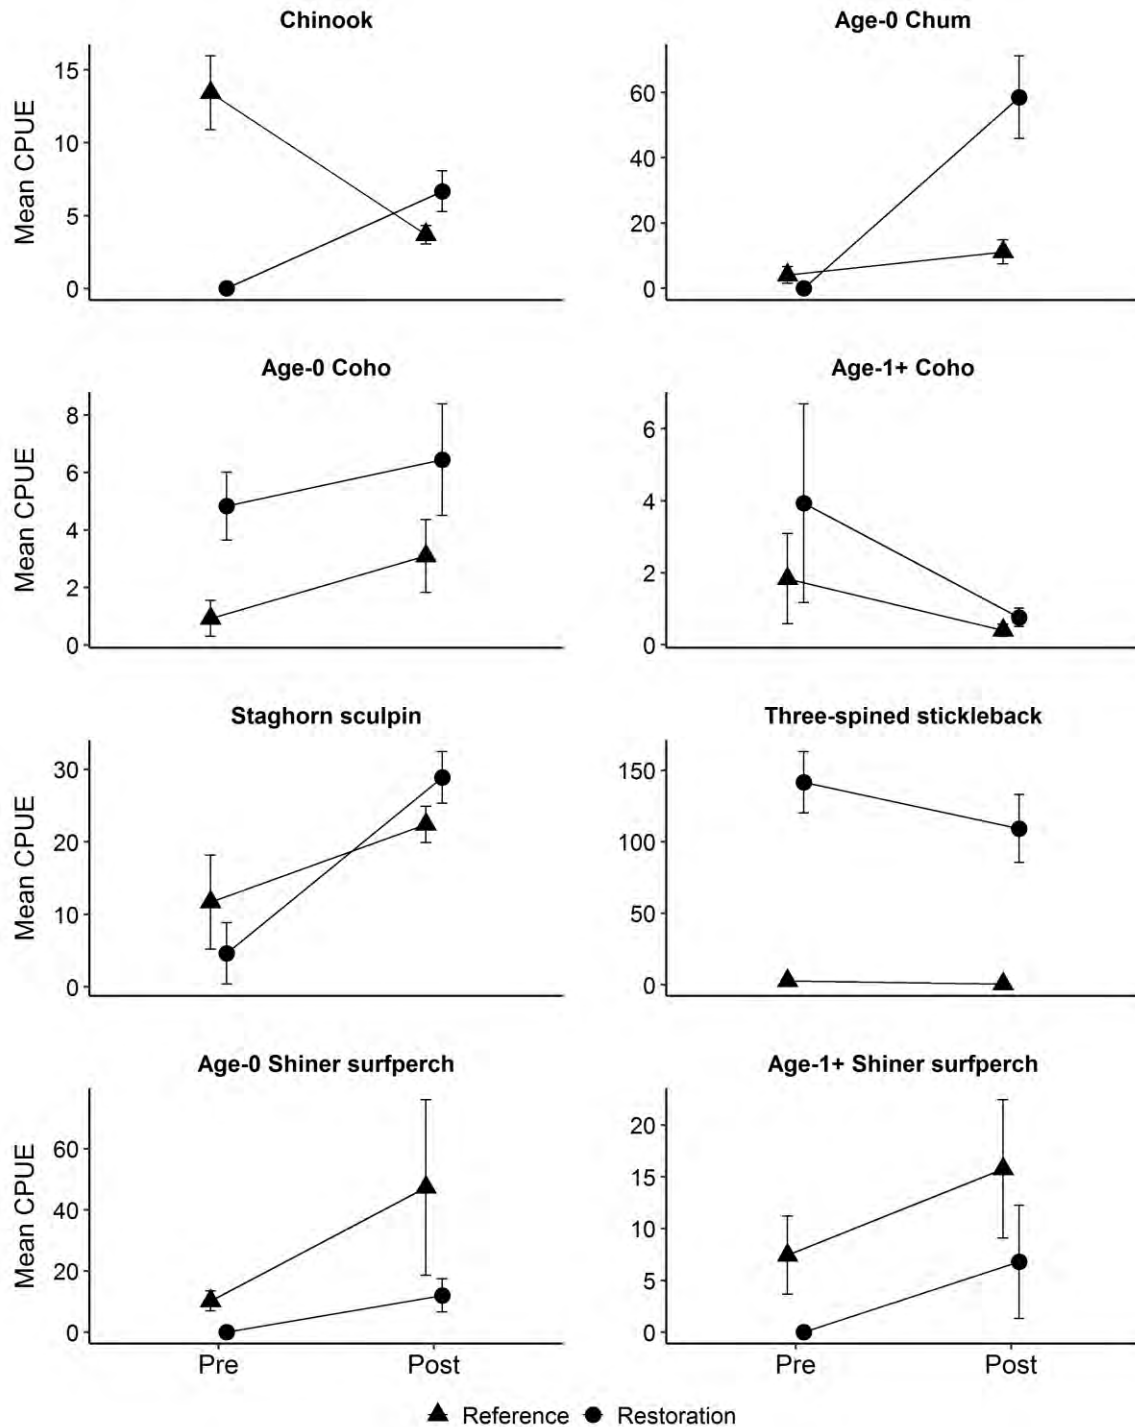 Chinook
Mean CPUE
15
10
5
0
Age-0 Chum
60
40
20
0
Age-0 Coho
Mean CPUE
8
6
4
2
0
Age-1+ Coho
6
4
2
0
Staghorn sculpin
Mean CPUE
30
20
10
0
Three-spined stickleback
150
100
50
0
Age-0 Shiner surfperch
Mean CPUE
60
40
20
0
Pre Post
Age-1+ Shiner surfperch
20
15
10
5
0
Pre Post
Reference Restoration